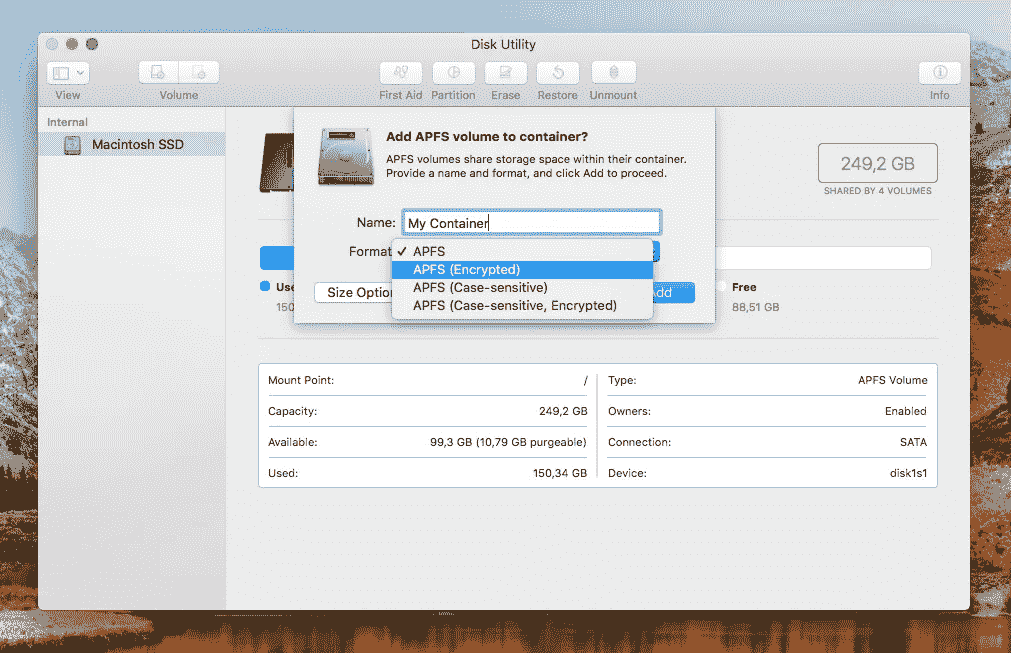 Disk Utility
View
Volume
First Aid
Partition
Erase
Restore
Unmount
Info
Internal
Macintosh SSD
Add APFS volume to container?
APFS volumes share storage space within their container.
Provide a name and format, and click Add to proceed.
249,2 GB
SHARED BY 4 VOLUMES
Name: My Container
Format
✓ APFS
APFS (Encrypted)
APFS (Case-sensitive)
APFS (Case-sensitive, Encrypted)
Size
Free
88,51 GB
Mount Point: /
Capacity: 249,2 GB
Available: 99,3 GB (10,79 GB purgeable)
Used: 150,34 GB
Type: APFS Volume
Owners: Enabled
Connection: SATA
Device: disk1s1